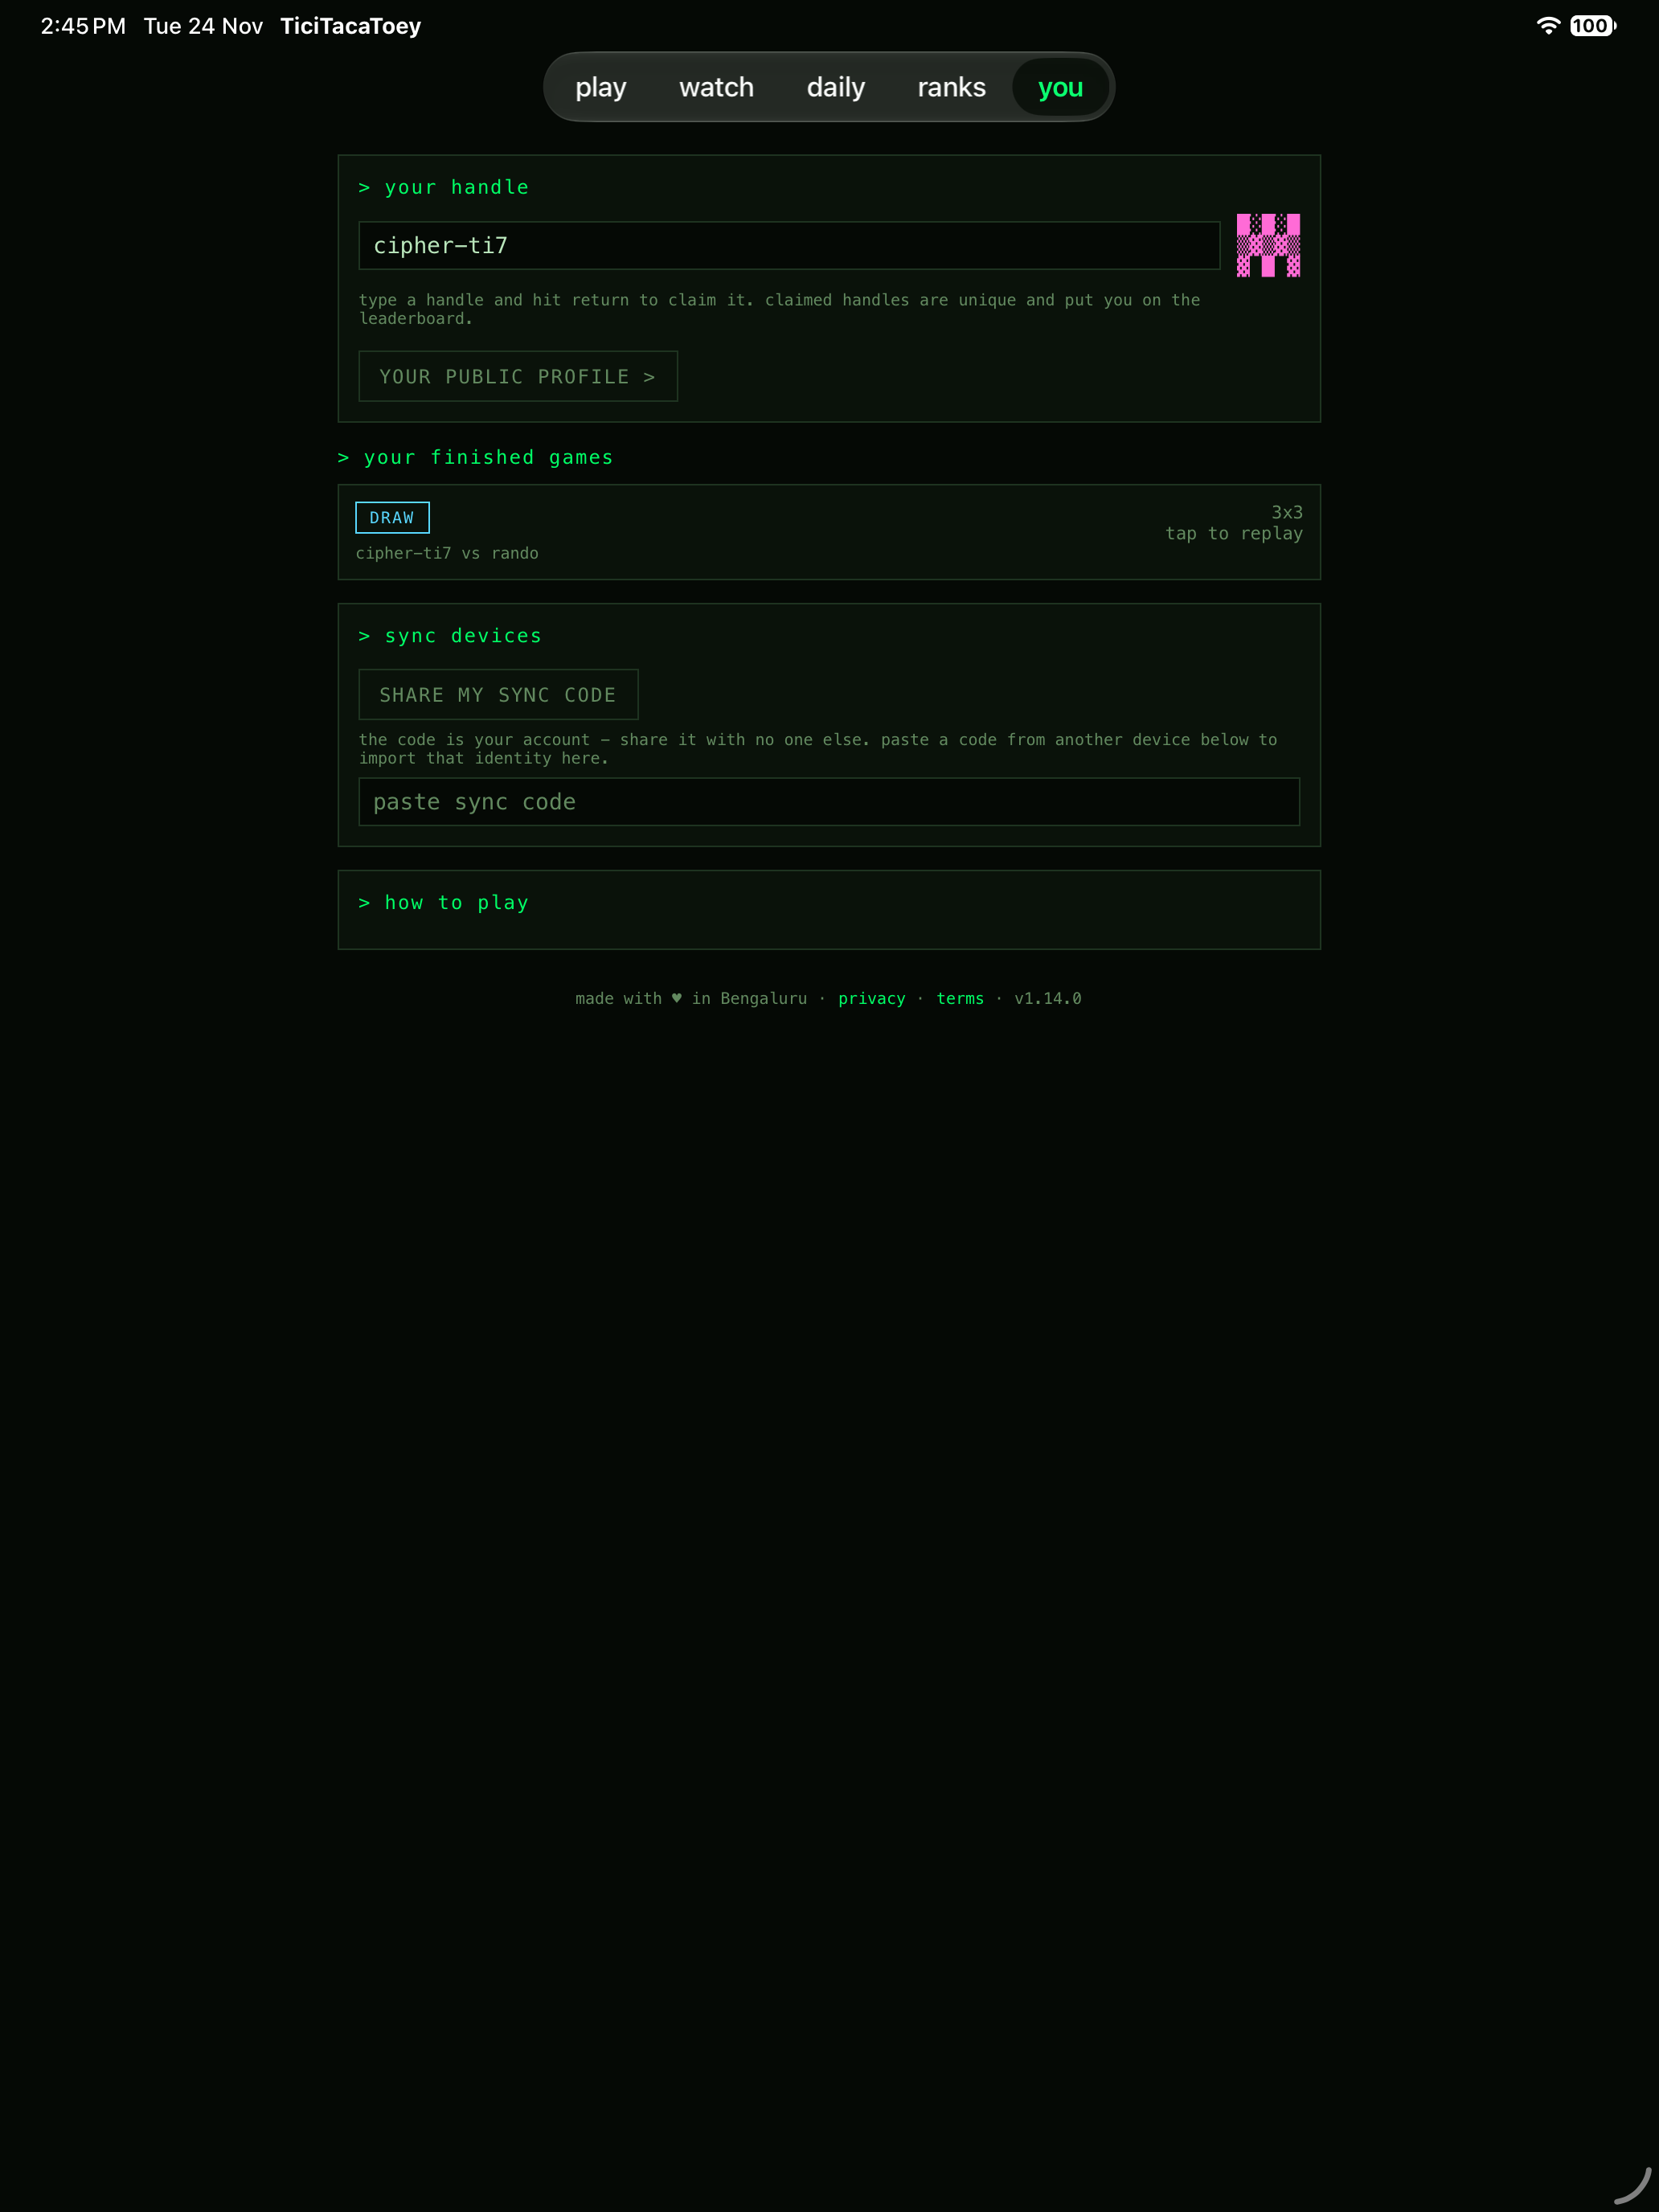 2:45 PM Tue 24 Nov TiciTacaToey
100
play watch daily ranks you
> your handle
cipher-ti7
type a handle and hit return to claim it. claimed handles are unique and put you on the
leaderboard.
YOUR PUBLIC PROFILE >
> your finished games
DRAW
3x3
tap to replay
cipher-ti7 vs rando
> sync devices
SHARE MY SYNC CODE
the code is your account — share it with no one else. paste a code from another device below to
import that identity here.
paste sync code
> how to play
made with ♥ in Bengaluru · privacy · terms · v1.14.0